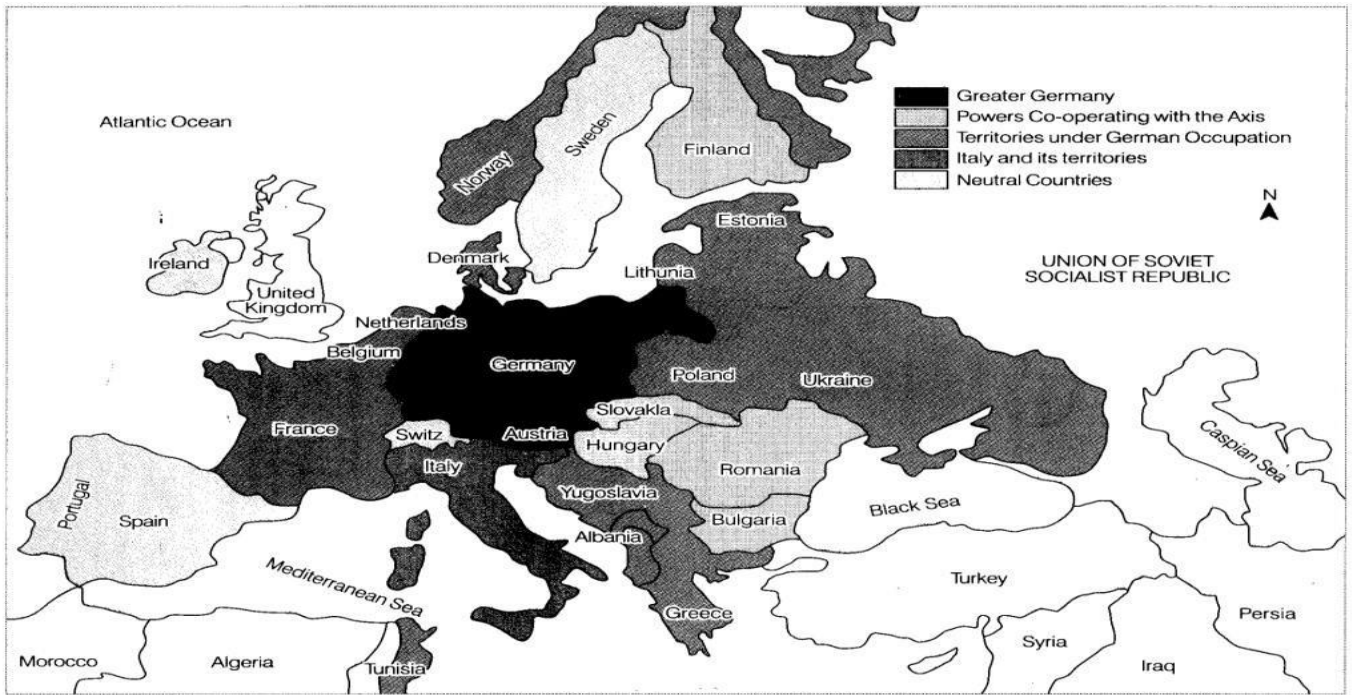 Atlantic Ocean
Greater Germany
Powers Co-operating with the Axis
Territories under German Occupation
Italy and its territories
Neutral Countries
N
UNION OF SOVIET
SOCIALIST REPUBLIC
Norway
Sweden
Finland
Estonia
Denmark
Lithunia
Ireland
United
Kingdom
Netherlands
Belgium
Germany
Poland
Ukraine
Slovakla
France
Switz
Austria
Hungary
Italy
Romania
Caspian Sea
Portugal
Spain
Yugoslavia
Bulgaria
Black Sea
Albania
Mediterranean Sea
Turkey
Greece
Persia
Syria
Morocco
Algeria
Tunisia
Iraq